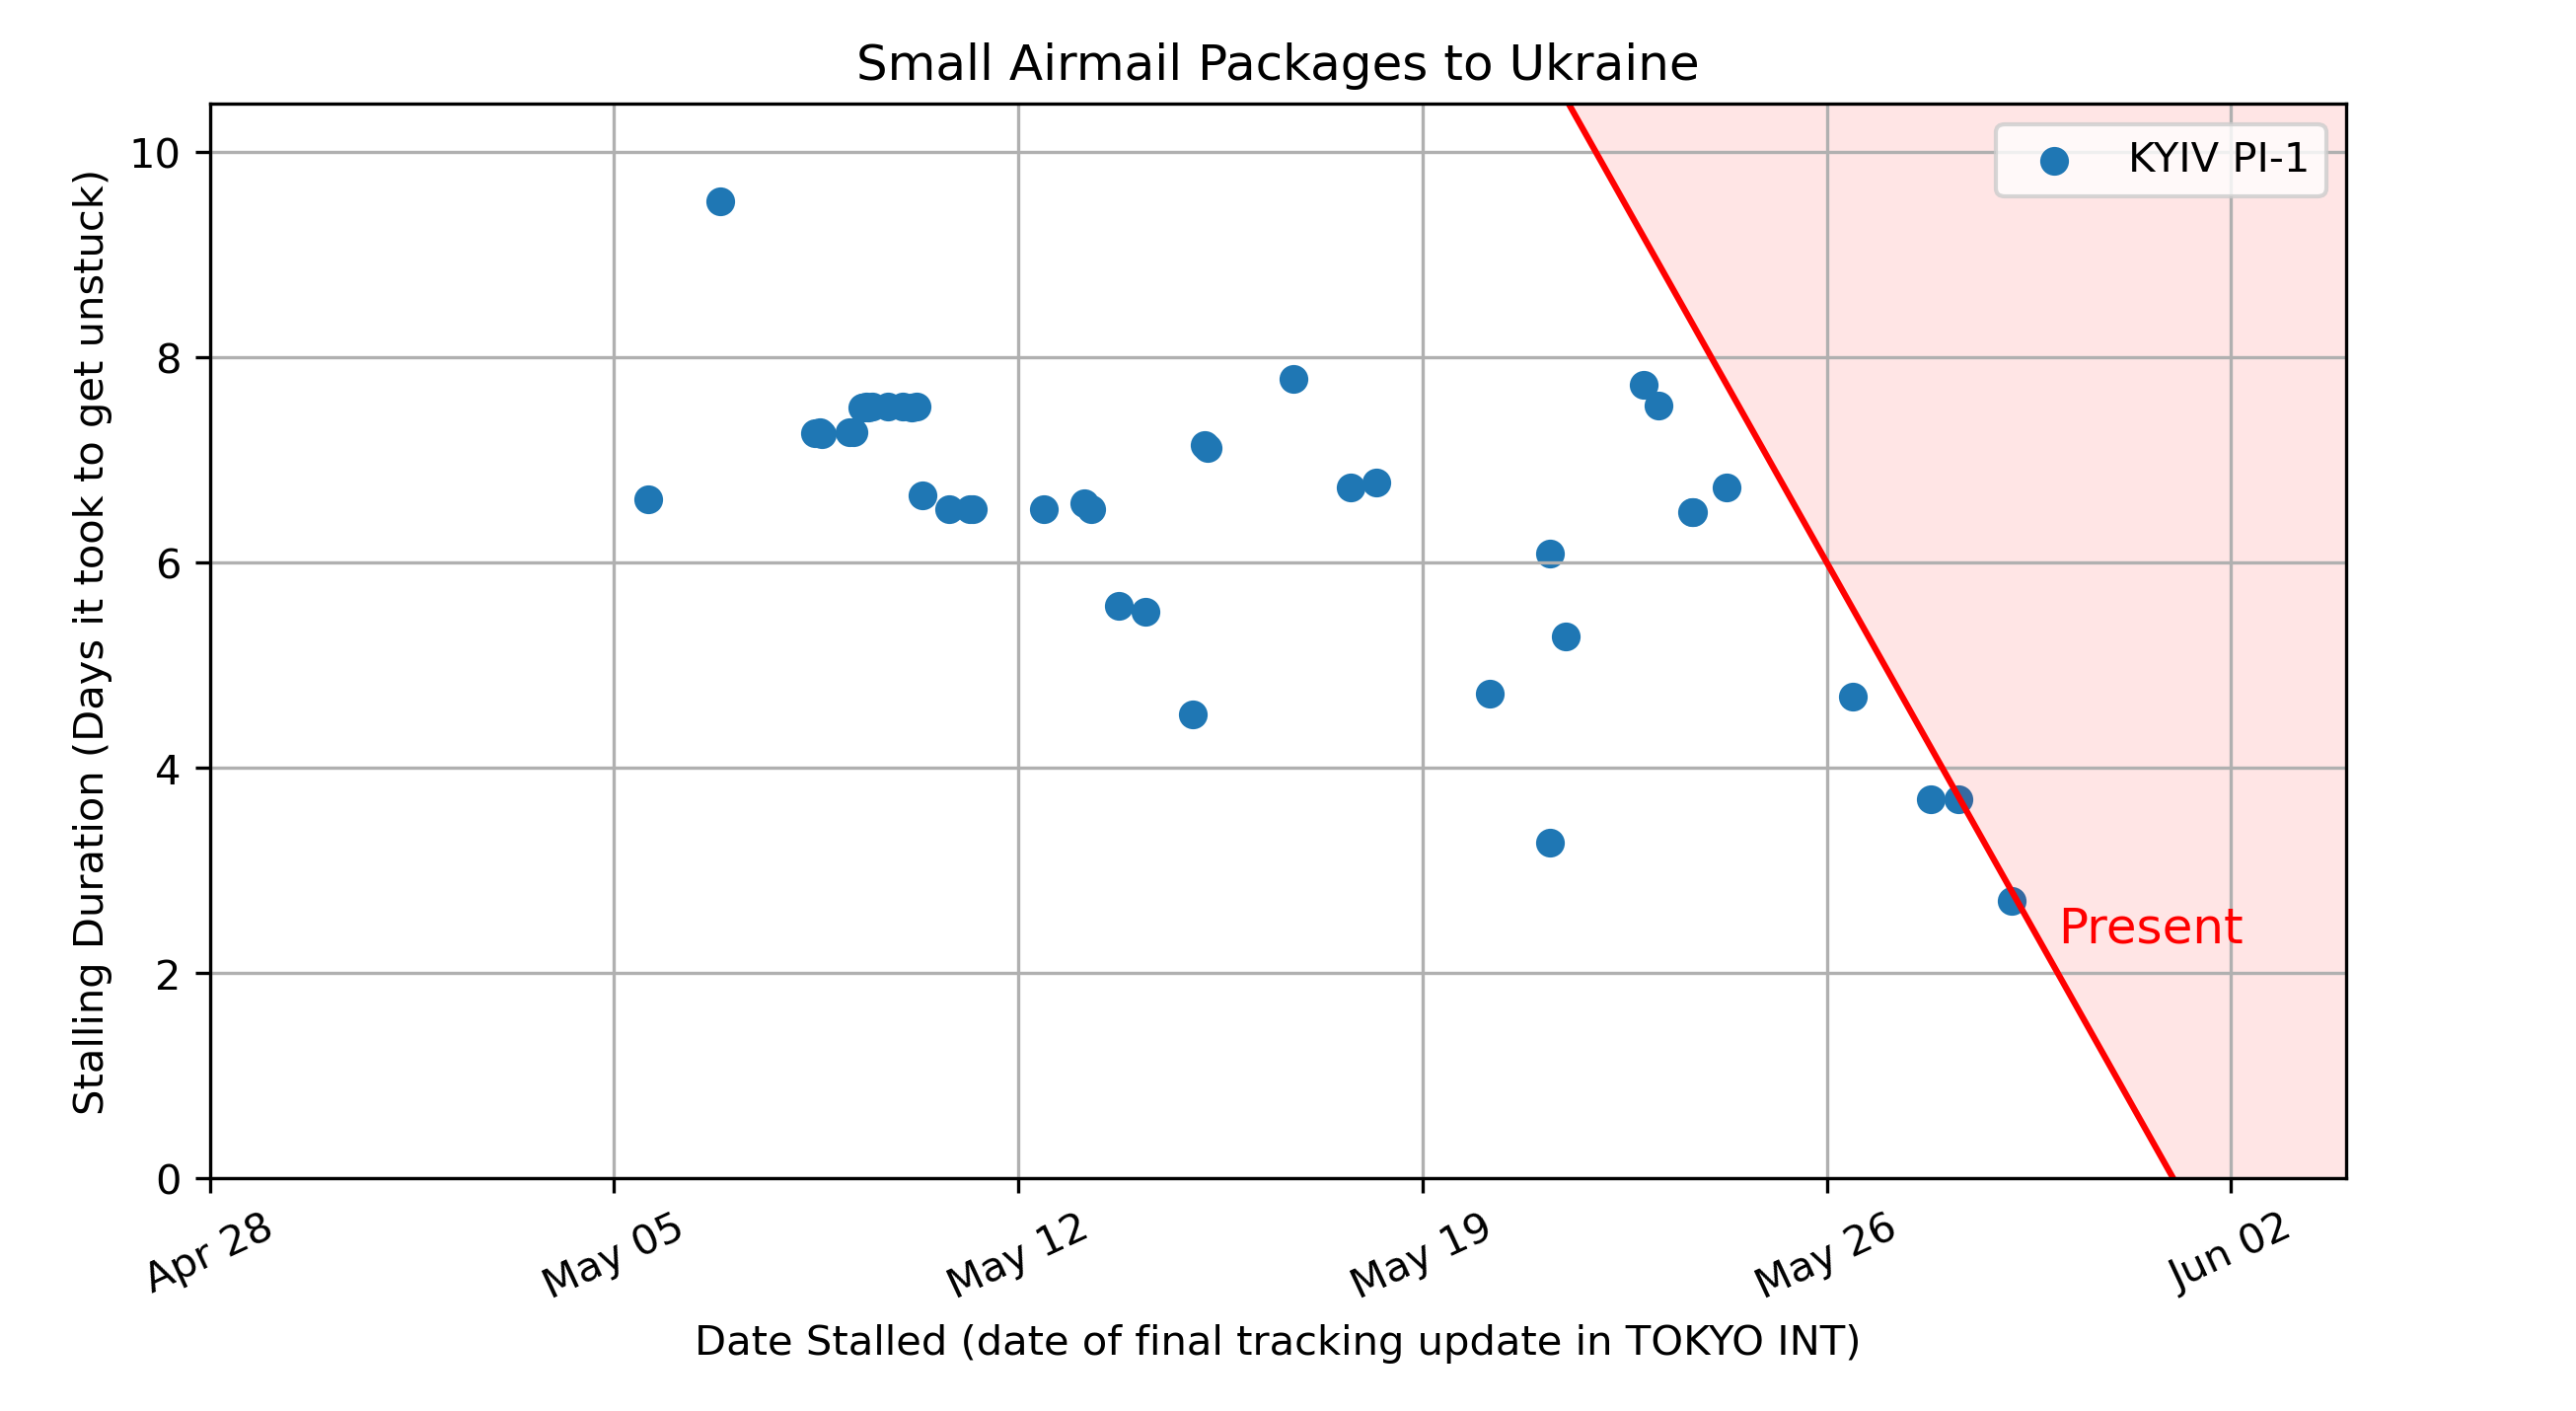 Small Airmail Packages to Ukraine
KYIV PI-1
Stalling Duration (Days it took to get unstuck)
10
8
6
4
2
0
Present
Apr 28
May 05
May 12
May 19
May 26
Jun 02
Date Stalled (date of final tracking update in TOKYO INT)